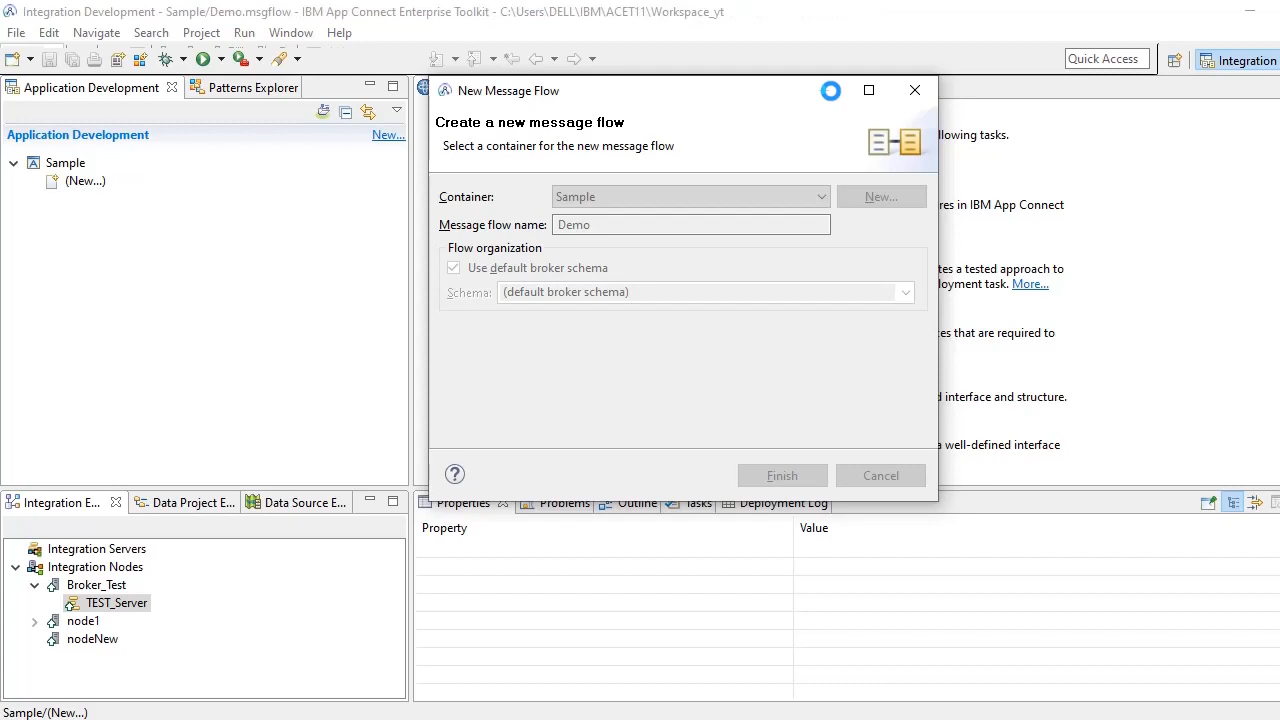 Integration Development - Sample/Demo.msgflow - IBM App Connect Enterprise Toolkit - C:\Users\DELL\IBM\ACET11\Workspace_yt
File Edit Navigate Search Project Run Window Help
Quick Access
Integration
Application Development
Patterns Explorer
Application Development
New...
Sample
(New...)
New Message Flow
Create a new message flow
Select a container for the new message flow
Container:
Sample
New...
Message flow name:
Demo
Flow organization
Use default broker schema
Schema:
(default broker schema)
Finish
Cancel
llowing tasks.
res in IBM App Connect
tes a tested approach to
loyment task. More...
ces that are required to
d interface and structure.
a well-defined interface
Integration E...
Data Project E...
Data Source E...
Integration Servers
Integration Nodes
Broker_Test
TEST_Server
node1
nodeNew
Properties
Problems
Outline
Tasks
Deployment Log
Property
Value
Sample/(New...)